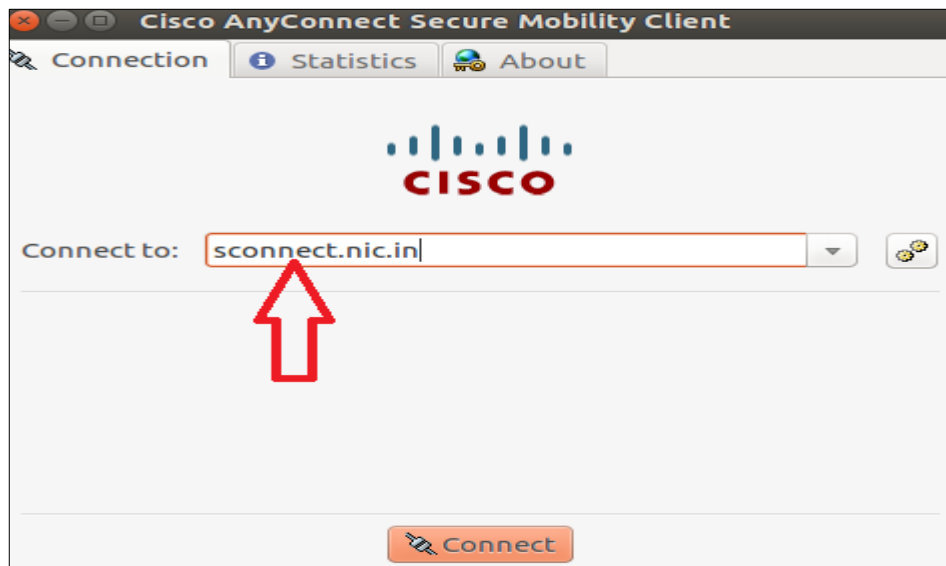 Cisco AnyConnect Secure Mobility Client
Connection Statistics About
CISCO
Connect to: sconnect.nic.in
Connect